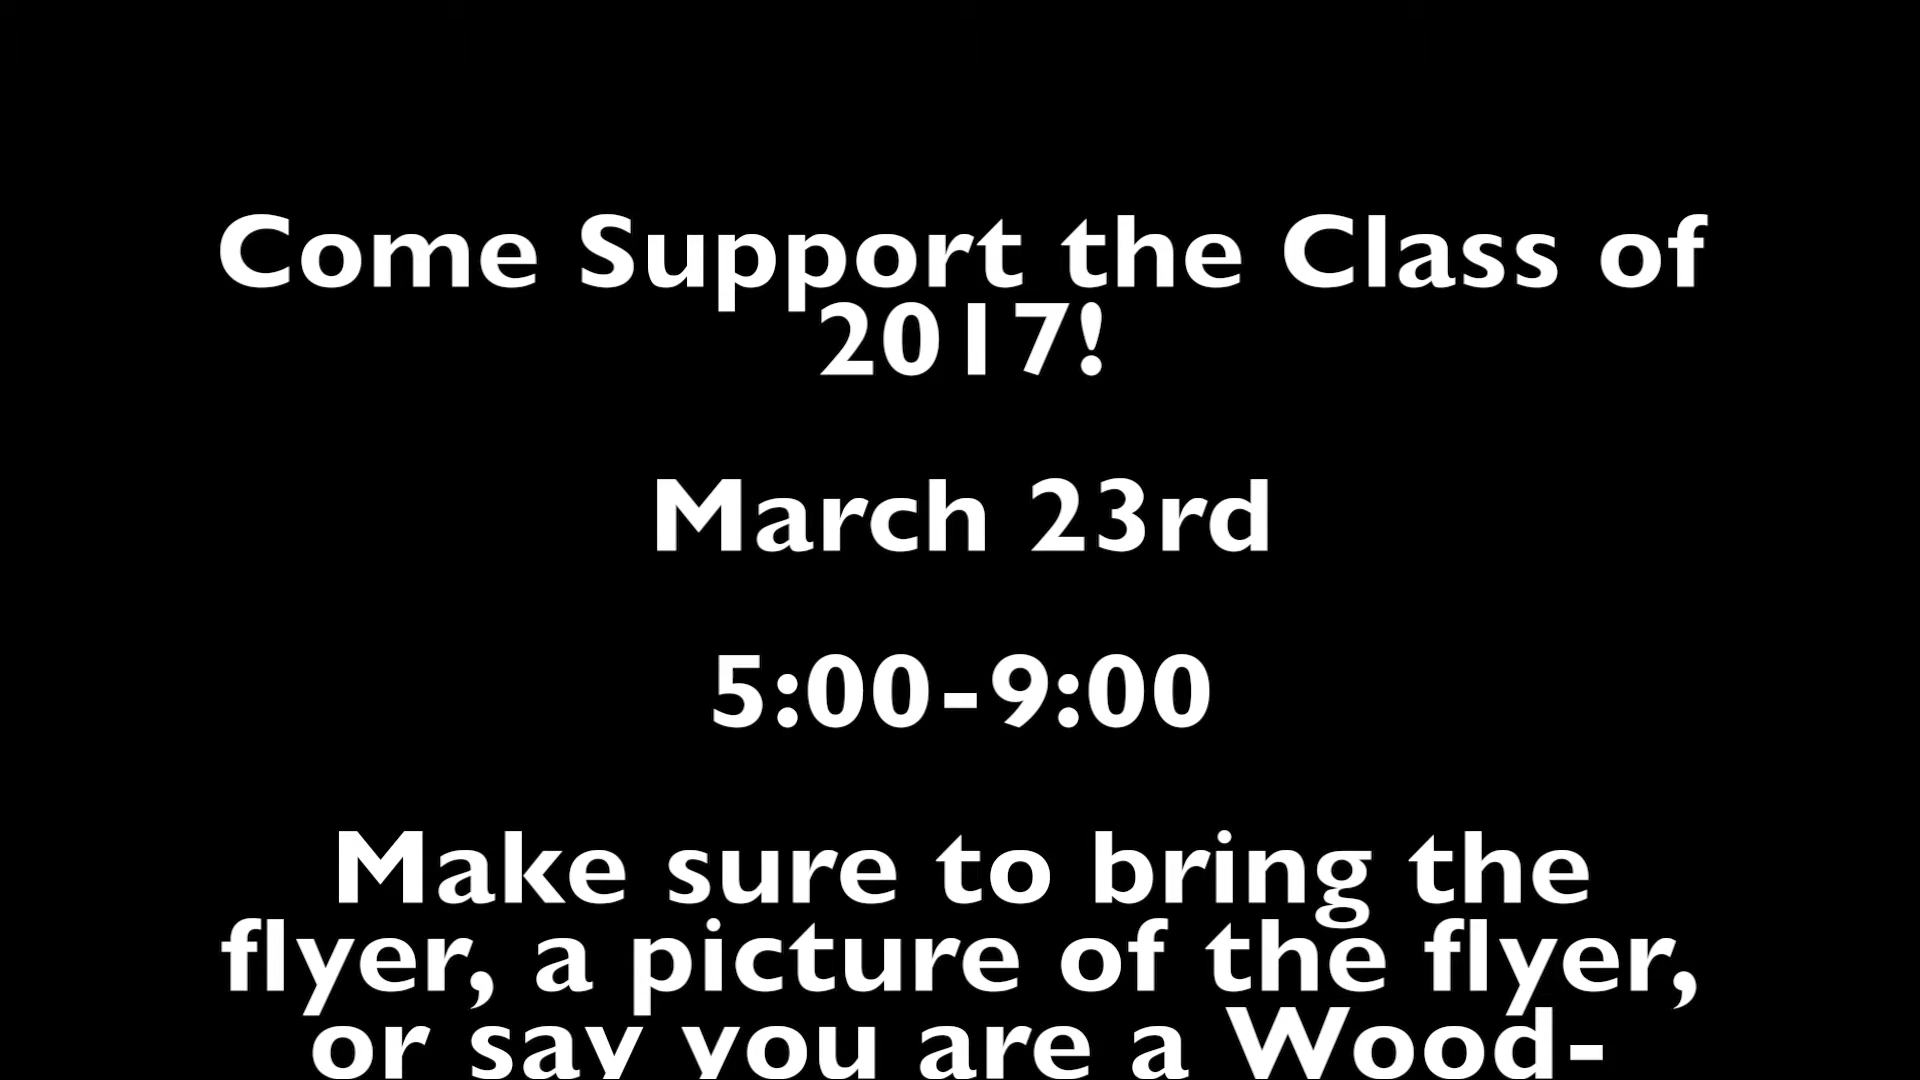 Come Support the Class of
2017!
March 23rd
5:00-9:00
Make sure to bring the
flyer, a picture of the flyer,
or say you are a Wood-